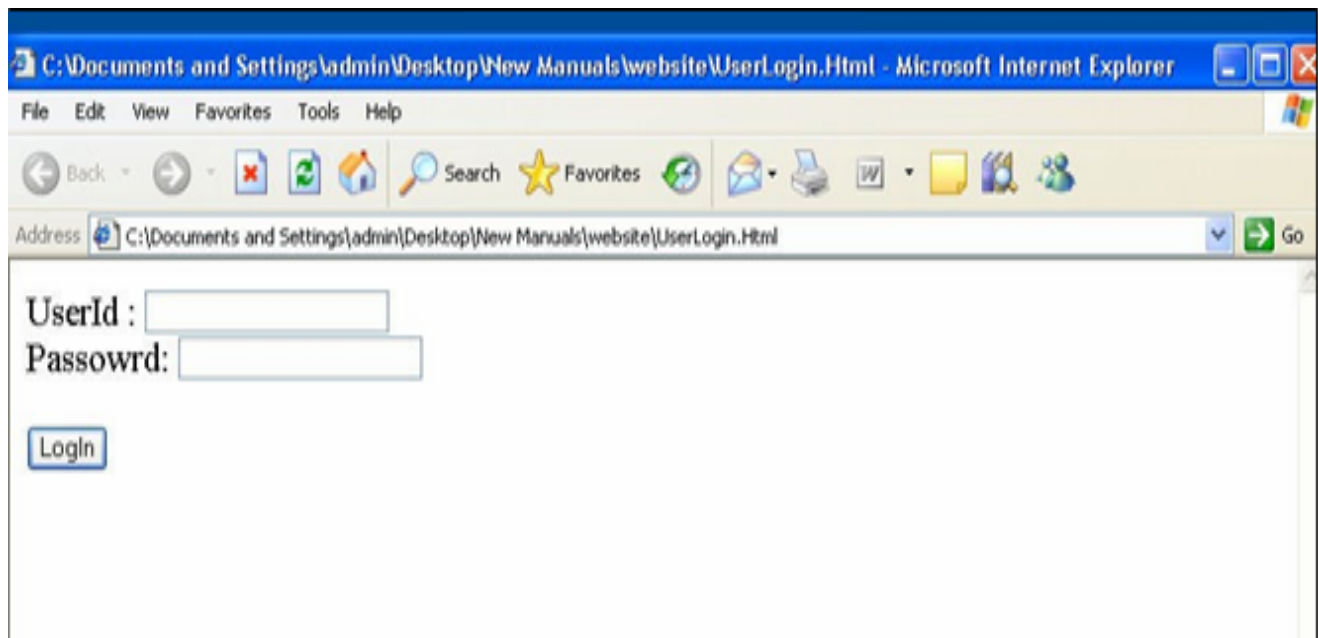 C:\Documents and Settings\admin\Desktop\New Manuals\website\UserLogin.Html - Microsoft Internet Explorer
File Edit View Favorites Tools Help
Back Search Favorites W
Address C:\Documents and Settings\admin\Desktop\New Manuals\website\UserLogin.Html Go
UserId :
Passowrd:
LogIn